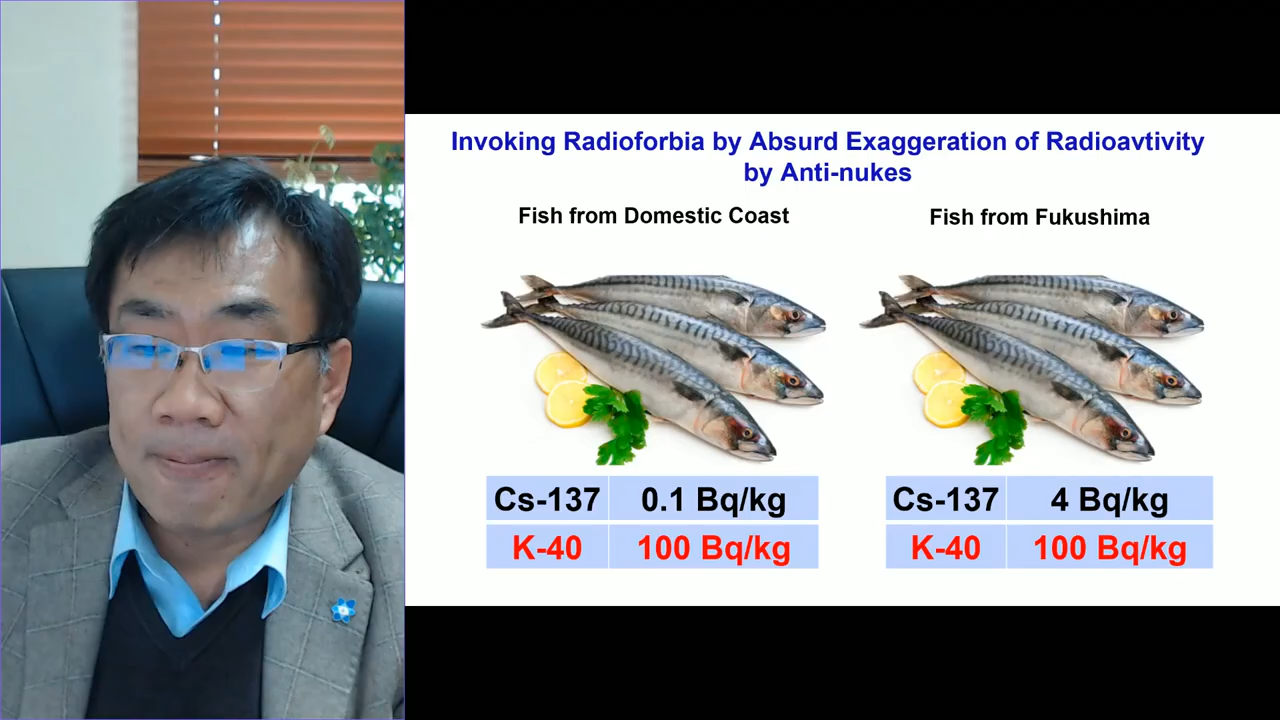 Invoking Radioforbia by Absurd Exaggeration of Radioavtivity
by Anti-nukes
Fish from Domestic Coast
Fish from Fukushima
Cs-137 0.1 Bq/kg
K-40 100 Bq/kg
Cs-137 4 Bq/kg
K-40 100 Bq/kg